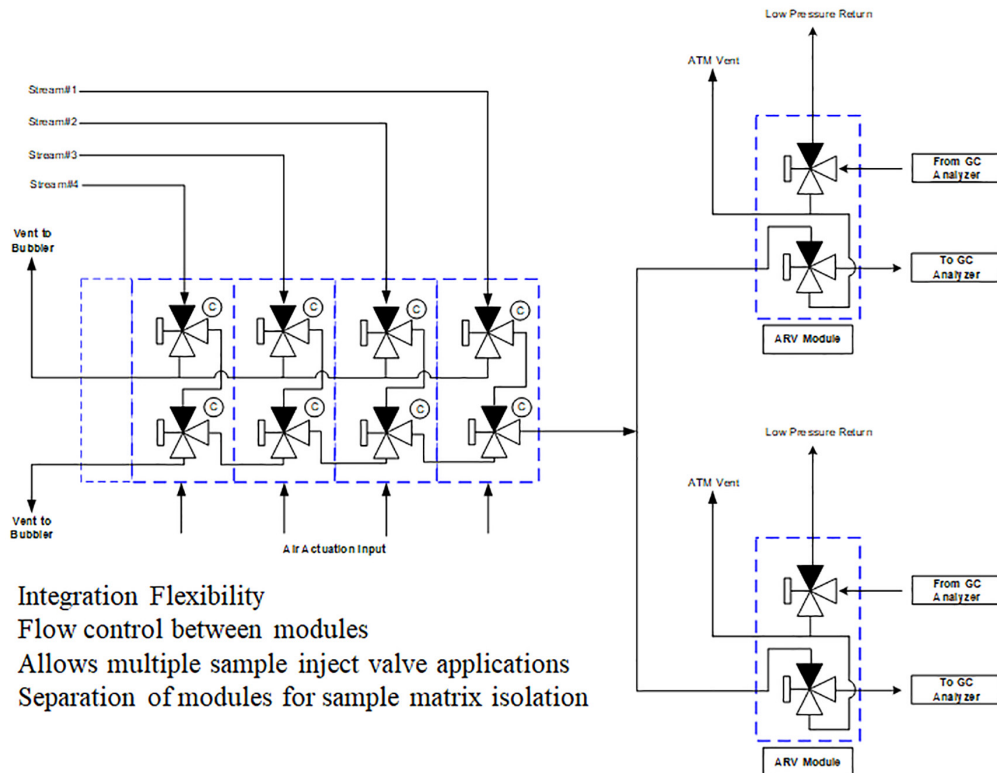 Low Pressure Return
ATM Vent
Stream#1
Stream#2
Stream#3
Stream#4
From GC
Analyzer
Vent to
Bubbler
To GC
Analyzer
C
C
C
C
ARV Module
C
C
C
C
Low Pressure Return
ATM Vent
Vent to
Bubbler
Air Actuation Input
From GC
Analyzer
Integration Flexibility
Flow control between modules
Allows multiple sample inject valve applications
Separation of modules for sample matrix isolation
To GC
Analyzer
ARV Module